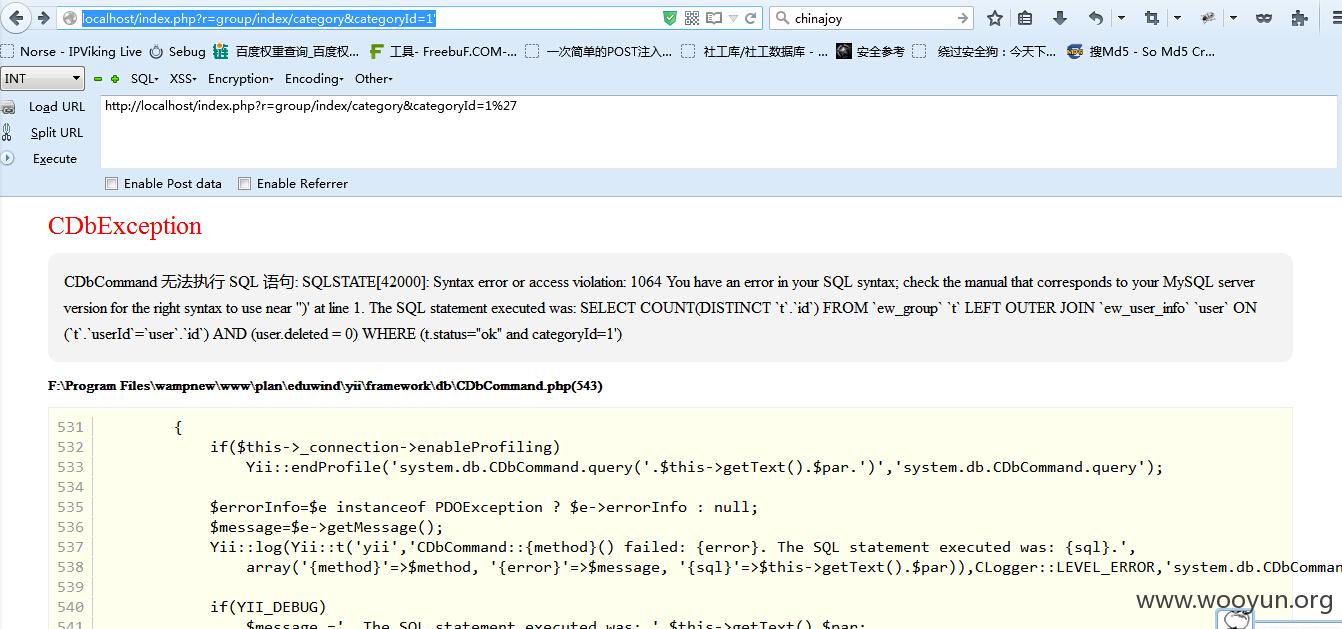 localhost/index.php?r=group/index/category&categoryId=1'
chinajoy
Norse - IPViking Live Sebug 百度权重查询_百度权... 工具- FreebuF.COM-... 一次简单的POST注入... 社工库/社工数据库 - ... 安全参考 绕过安全狗：今天下... 搜Md5 - So Md5 Cr...
INT SQL- XSS- Encryption- Encoding- Other-
Load URL http://localhost/index.php?r=group/index/category&categoryId=1%27
Split URL
Execute
Enable Post data Enable Referrer
CDbException
CDbCommand 无法执行 SQL 语句: SQLSTATE[42000]: Syntax error or access violation: 1064 You have an error in your SQL syntax; check the manual that corresponds to your MySQL server
version for the right syntax to use near '')' at line 1. The SQL statement executed was: SELECT COUNT(DISTINCT `t`.`id`) FROM `ew_group` `t` LEFT OUTER JOIN `ew_user_info` `user` ON
(`t`.`userId`=`user`.`id`) AND (user.deleted = 0) WHERE (t.status="ok" and categoryId=1')
F:\Program Files\wampnew\www\plan\eduwind\yii\framework\db\CDbCommand.php(543)
531 {
532 if($this->_connection->enableProfiling)
533 Yii::endProfile('system.db.CDbCommand.query('.$this->getText().$par.')','system.db.CDbCommand.query');
534
535 $errorInfo=$e instanceof PDOException ? $e->errorInfo : null;
536 $message=$e->getMessage();
537 Yii::log(Yii::t('yii','CDbCommand::{method}() failed: {error}. The SQL statement executed was: {sql}.',
538 array('{method}'=>$method, '{error}'=>$message, '{sql}'=>$this->getText().$par)),CLogger::LEVEL_ERROR,'system.db.CDbComman
539
540 if(YII_DEBUG)
541 $message.='. The SQL statement executed was: '.$this->getText().$par;
www.wooyun.org